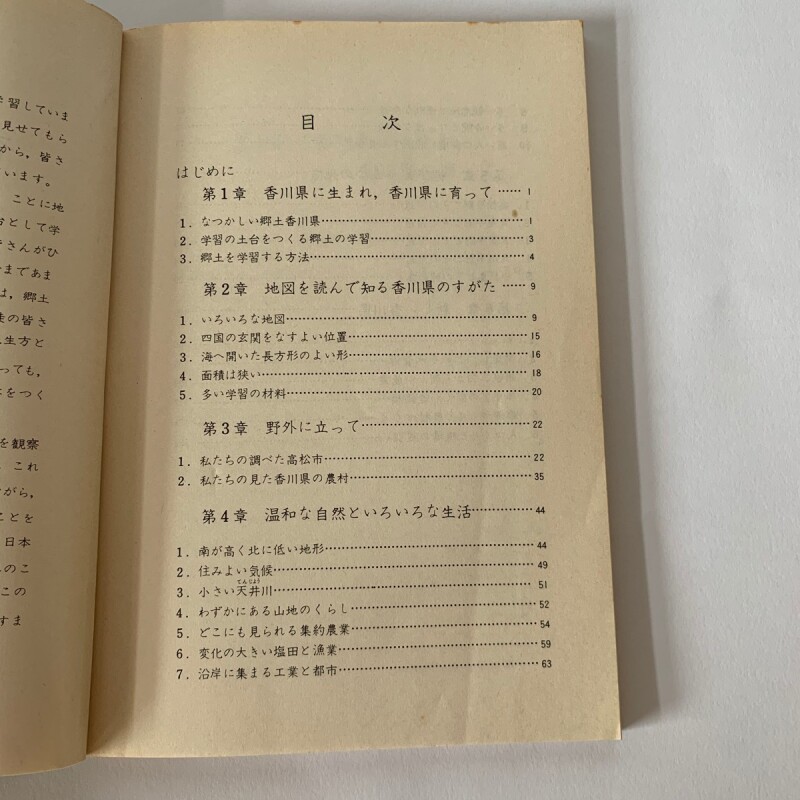 学習していま
見せてもら
から，皆さ
います。
ことに地
台として学
皆さんがひ
まであま
は，郷土
徒の皆さ
生方と
っても，
をつく
を観察
これ
ながら，
ことを
日本
のこ
この
すま
目次
はじめに
第1章 香川県に生まれ，香川県に育って……1
1．なつかしい郷土香川県……1
2．学習の土台をつくる郷土の学習……3
3．郷土を学習する方法……4
第2章 地図を読んで知る香川県のすがた……9
1．いろいろな地図……9
2．四国の玄関をなすよい位置……15
3．海へ開いた長方形のよい形……16
4．面積は狭い……18
5．多い学習の材料……20
第3章 野外に立って……22
1．私たちの調べた高松市……22
2．私たちの見た香川県の農村……35
第4章 温和な自然といろいろな生活……44
1．南が高く北に低い地形……44
2．住みよい気候……49
てんじょう
3．小さい天井川……51
4．わずかにある山地のくらし……52
5．どこにも見られる集約農業……54
6．変化の大きい塩田と漁業……59
7．沿岸に集まる工業と都市……63